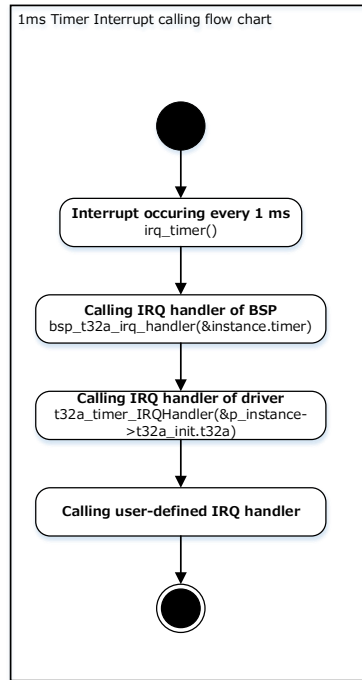 1ms Timer Interrupt calling flow chart
Interrupt occuring every 1 ms
irq_timer()
Calling IRQ handler of BSP
bsp_t32a_irq_handler(&instance.timer)
Calling IRQ handler of driver
t32a_timer_IRQHandler(&p_instance-
>t32a_init.t32a)
Calling user-defined IRQ handler